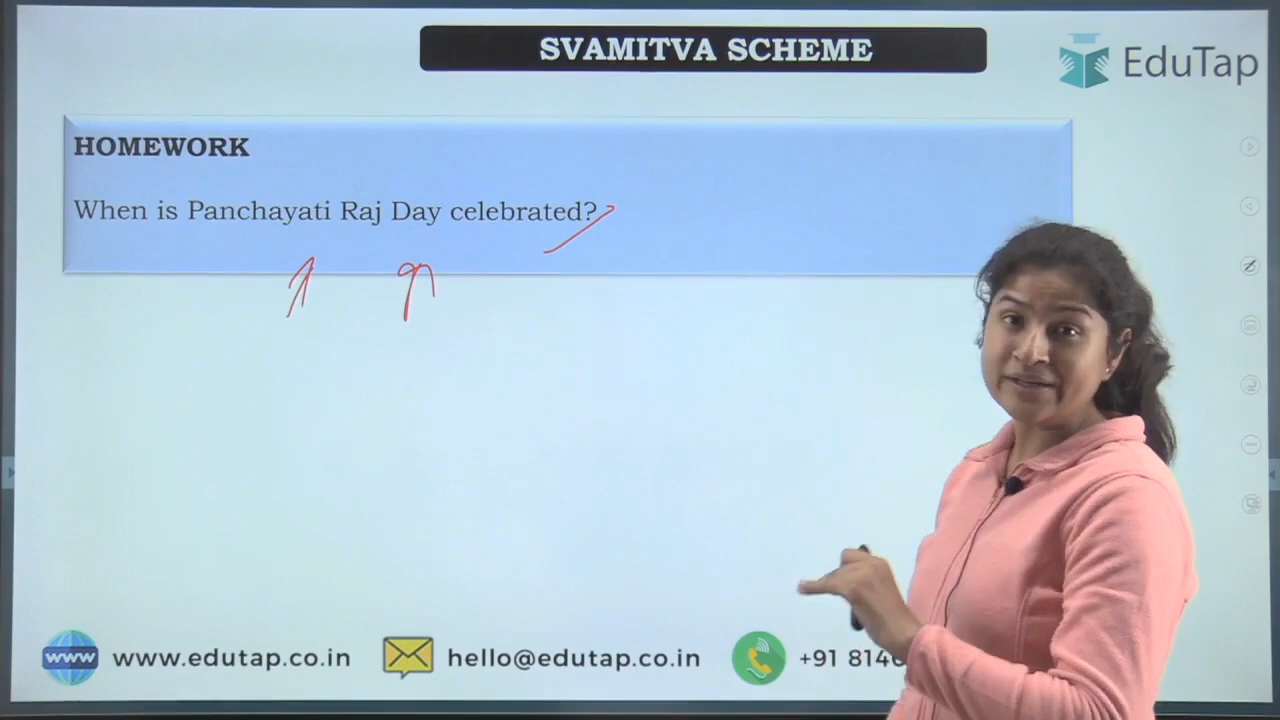 SVAMITVA SCHEME
EduTap
HOMEWORK
When is Panchayati Raj Day celebrated?
www
www.edutap.co.in
hello@edutap.co.in
+91 814